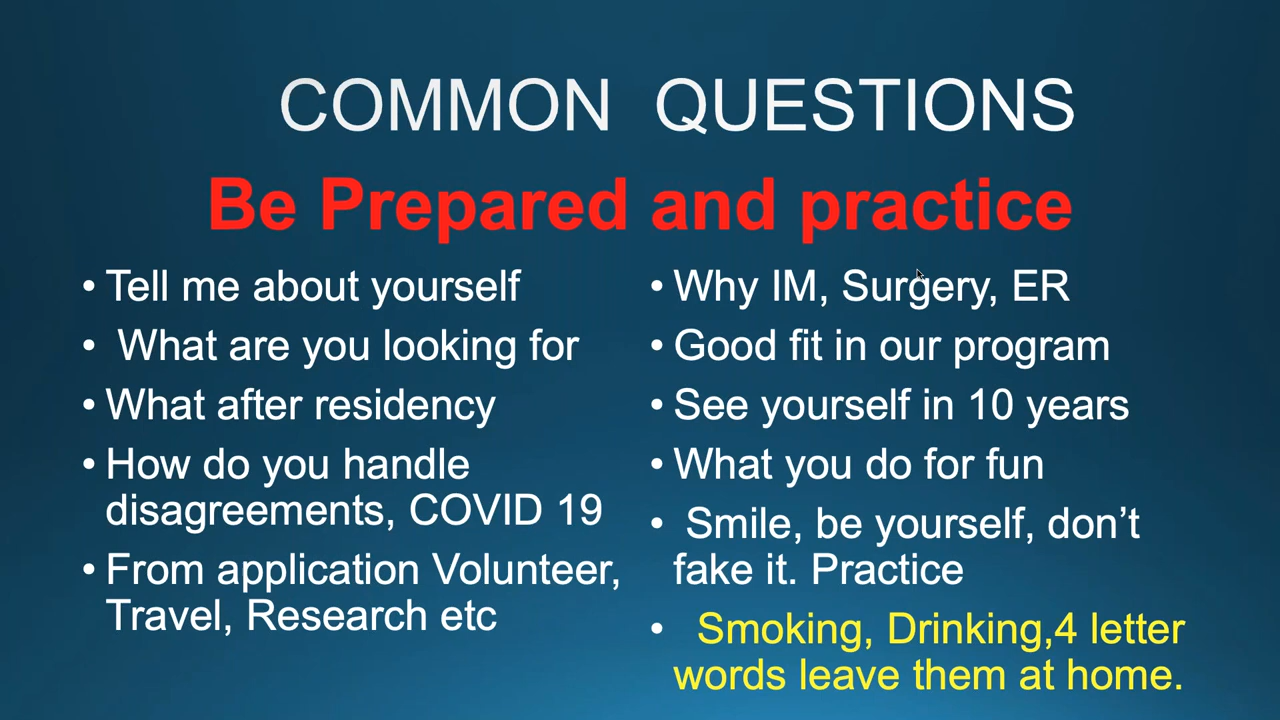 COMMON QUESTIONS
Be Prepared and practice
• Tell me about yourself
• What are you looking for
• What after residency
• How do you handle
disagreements, COVID 19
• From application Volunteer,
Travel, Research etc
• Why IM, Surgery, ER
• Good fit in our program
• See yourself in 10 years
• What you do for fun
• Smile, be yourself, don’t
fake it. Practice
• Smoking, Drinking,4 letter
words leave them at home.